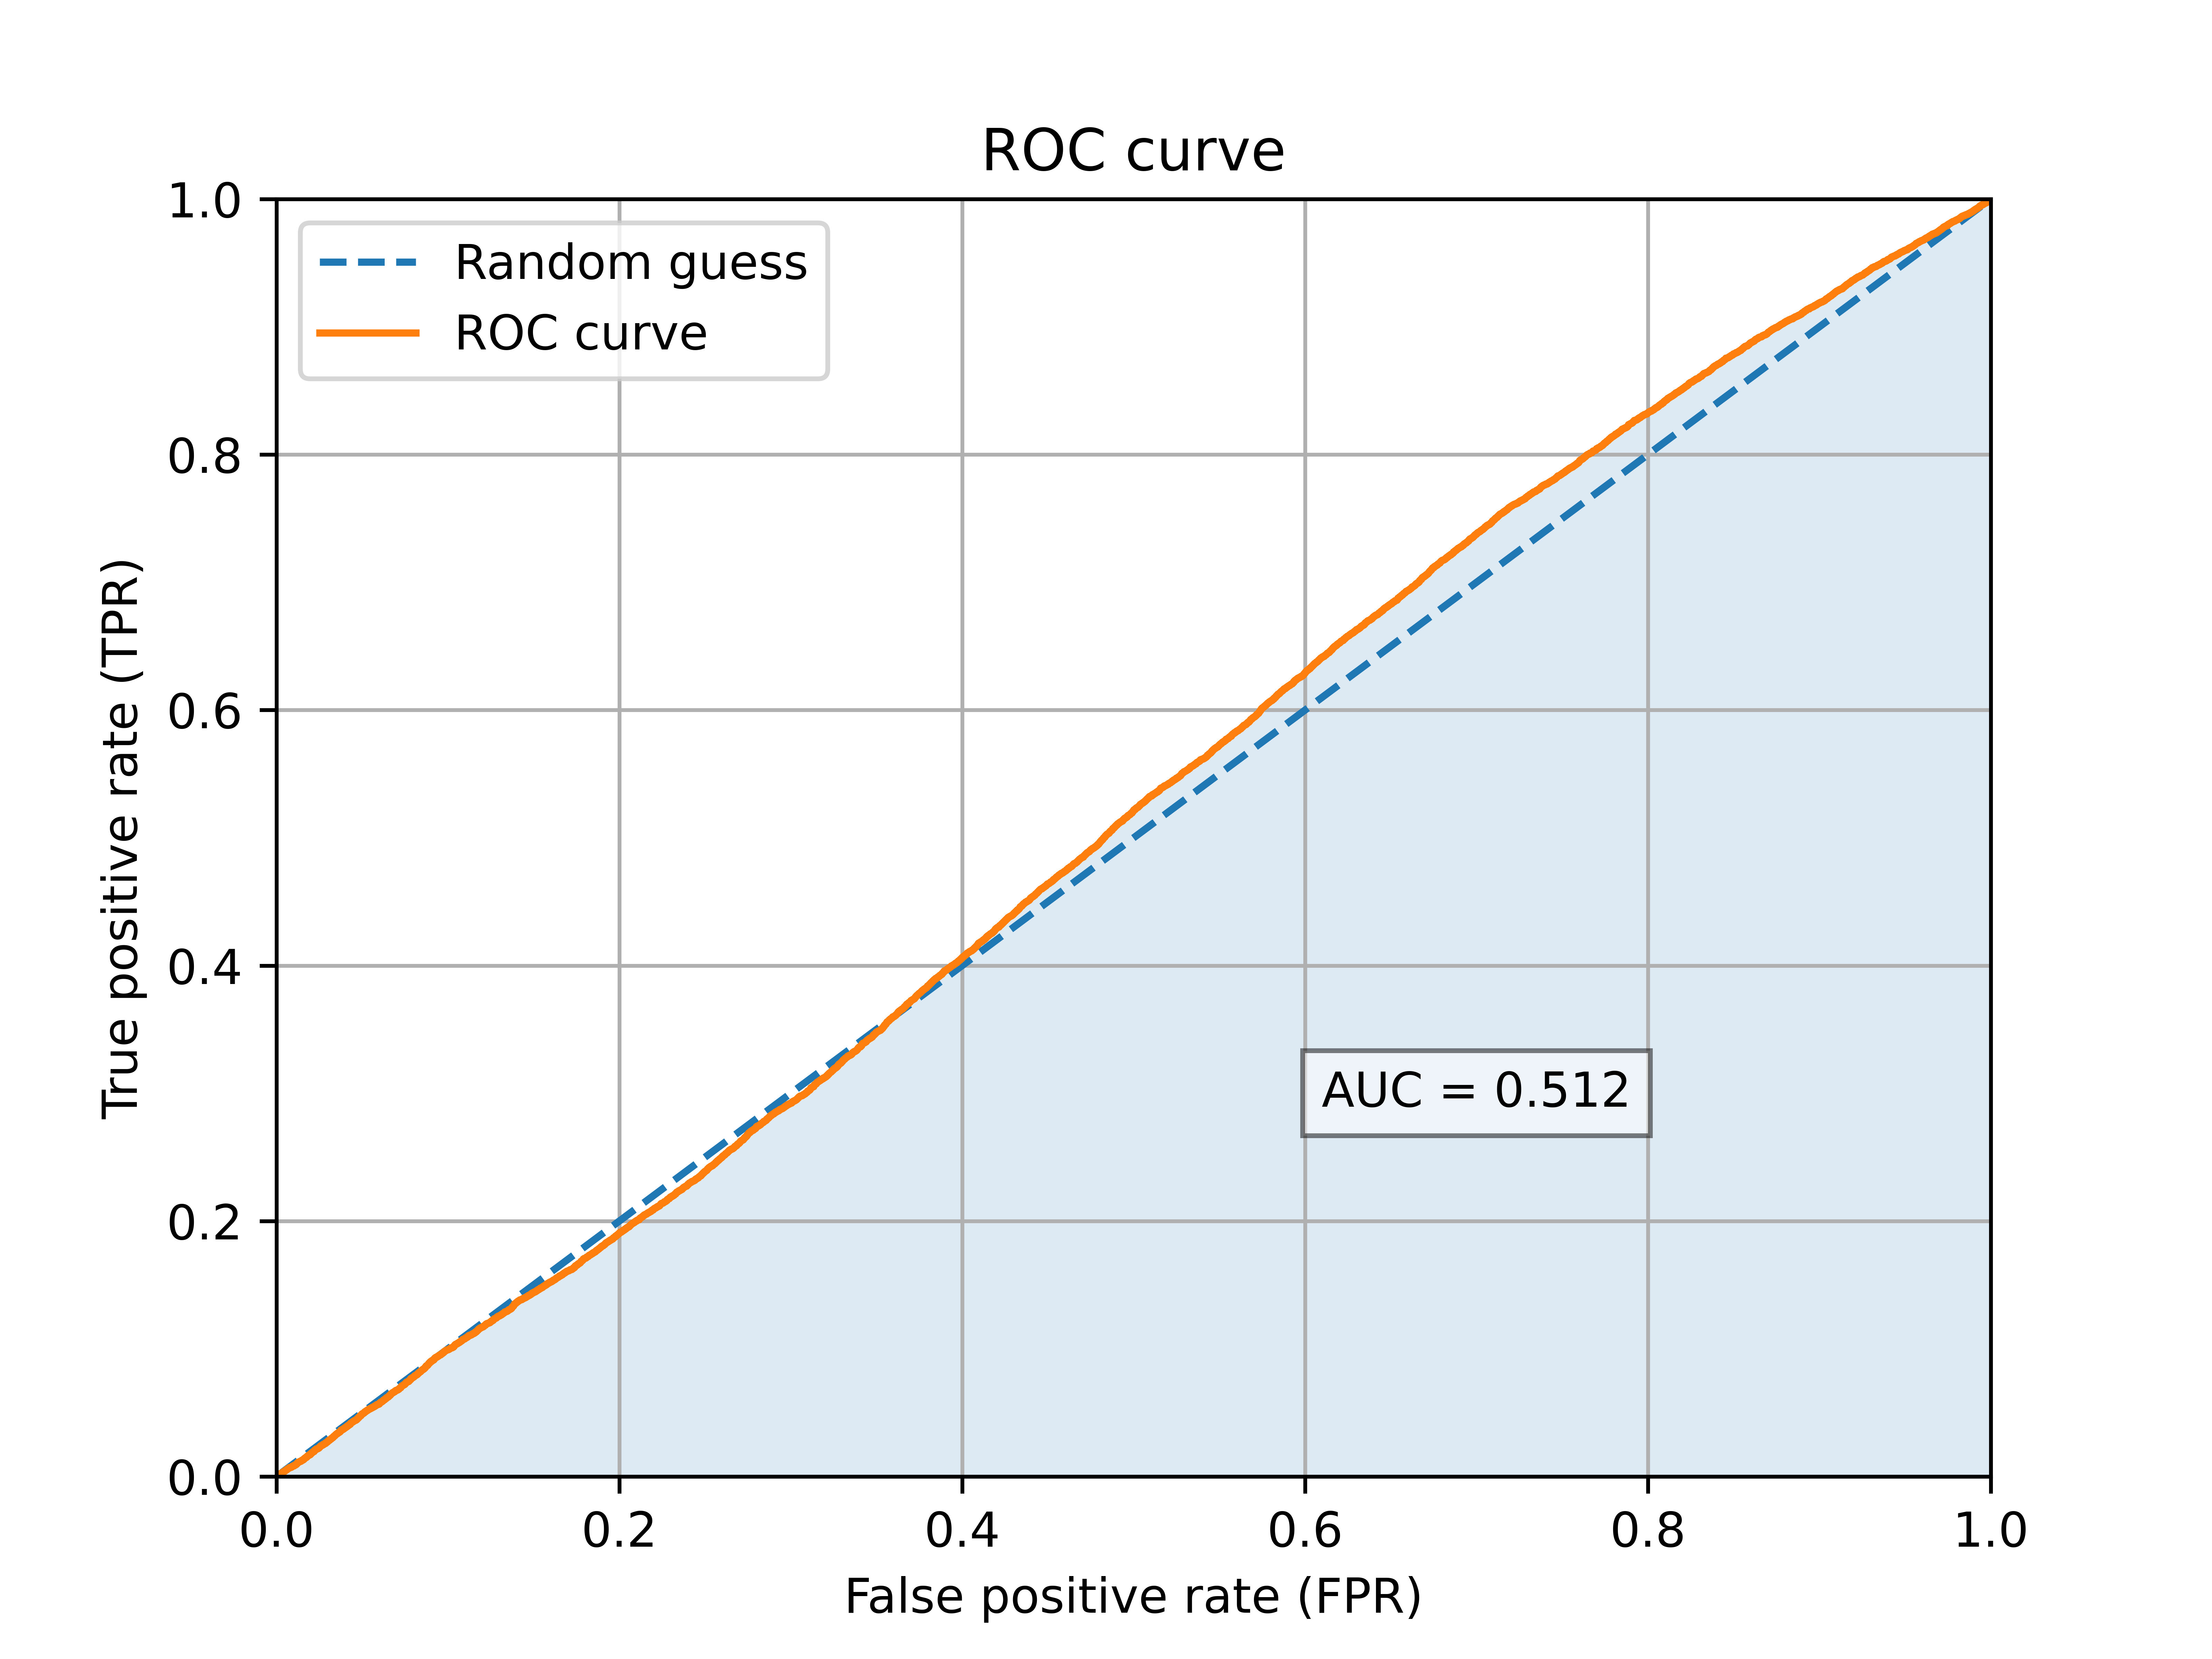 ROC curve
1.0
0.8
0.6
0.4
0.2
0.0
True positive rate (TPR)
Random guess
ROC curve
AUC = 0.512
0.0 0.2 0.4 0.6 0.8 1.0
False positive rate (FPR)